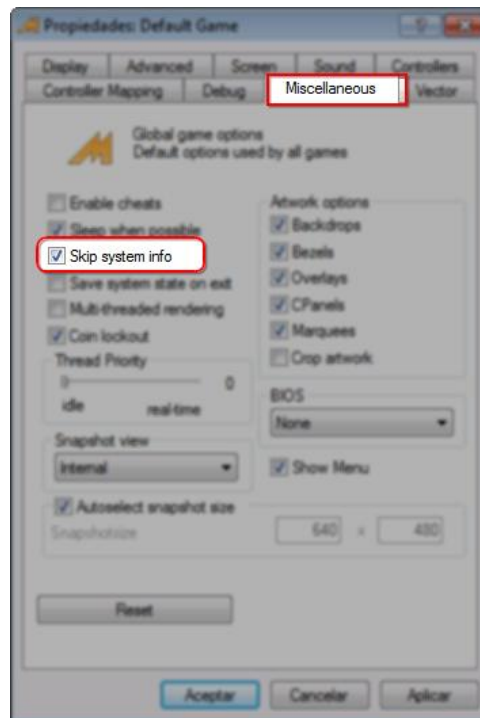 Propiedades: Default Game
Display Advanced Screen Sound Controllers
Controller Mapping Debug Miscellaneous Vector
Global game options
Default options used by all games
Enable cheats
Sleep when possible
Skip system info
Save system state on exit
Multi-threaded rendering
Coin lockout
Thread Priority
0
idle real-time
Snapshot view
Internal
Artwork options
Backdrops
Bezels
Overlays
CPanels
Marquees
Crop artwork
BIOS
None
Show Menu
Autoselect snapshot size
Snapshotsize 640 x 480
Reset
Aceptar Cancelar Aplicar